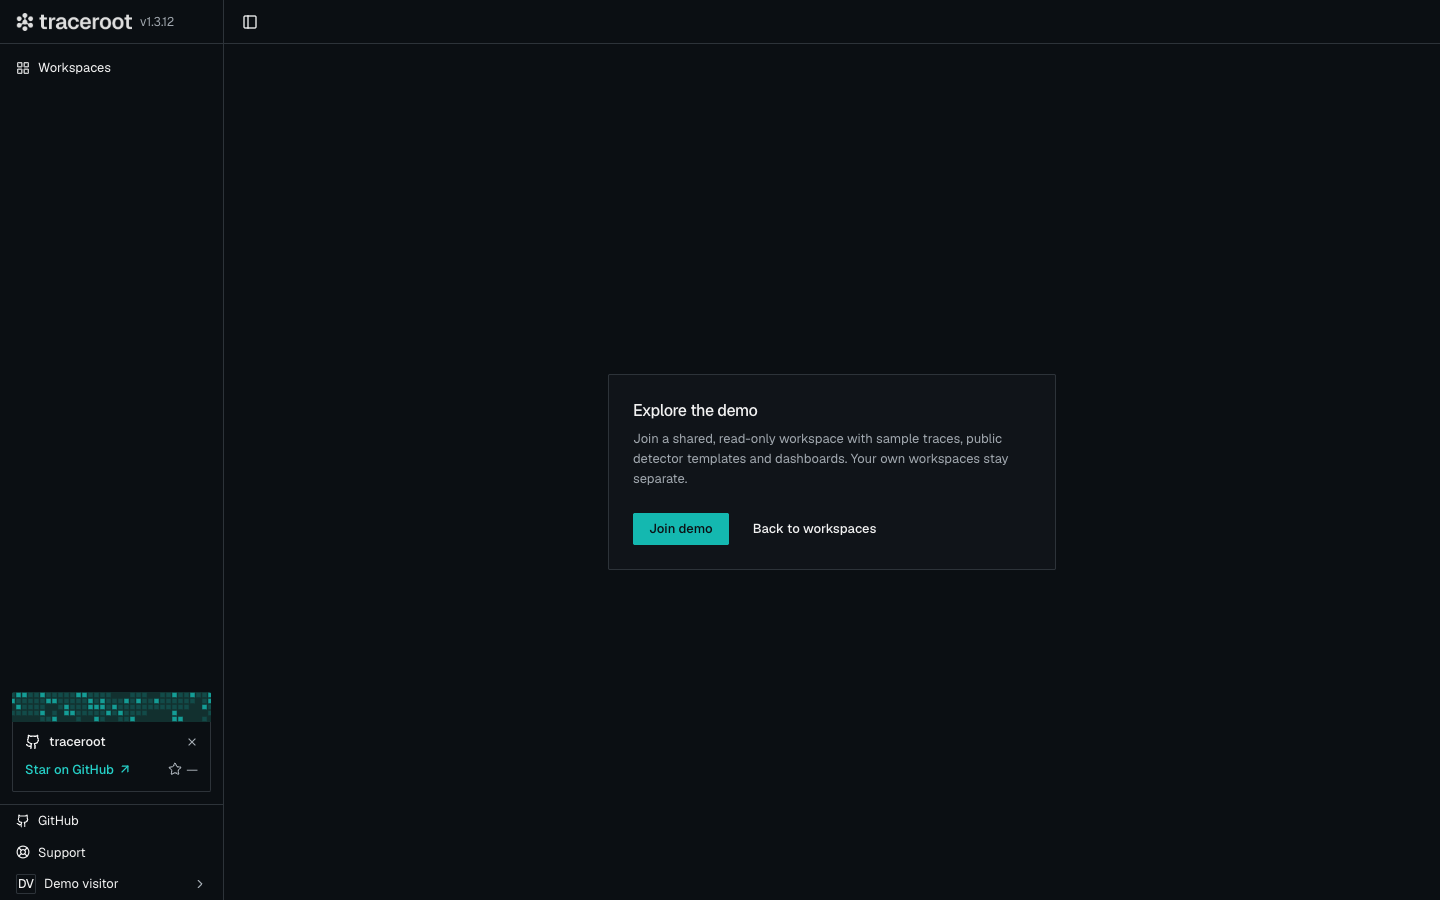 traceroot v1.3.12
Workspaces
Explore the demo
Join a shared, read-only workspace with sample traces, public
detector templates and dashboards. Your own workspaces stay
separate.
Join demo
Back to workspaces
traceroot
Star on GitHub
GitHub
Support
DV Demo visitor